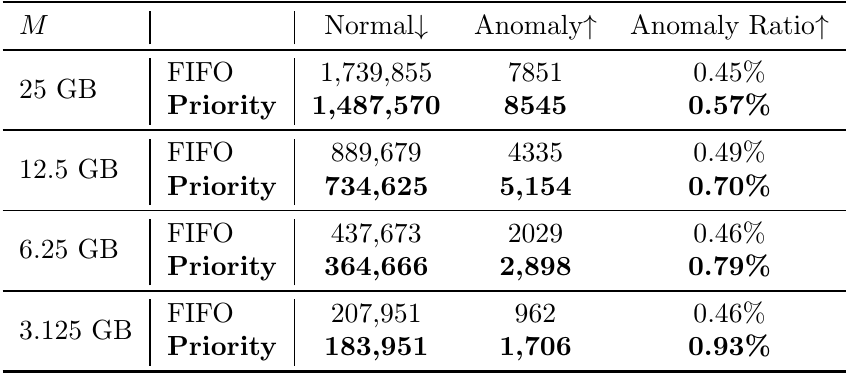 M Normal↓ Anomaly↑ Anomaly Ratio↑
25 GB FIFO 1,739,855 7851 0.45%
Priority 1,487,570 8545 0.57%
12.5 GB FIFO 889,679 4335 0.49%
Priority 734,625 5,154 0.70%
6.25 GB FIFO 437,673 2029 0.46%
Priority 364,666 2,898 0.79%
3.125 GB FIFO 207,951 962 0.46%
Priority 183,951 1,706 0.93%